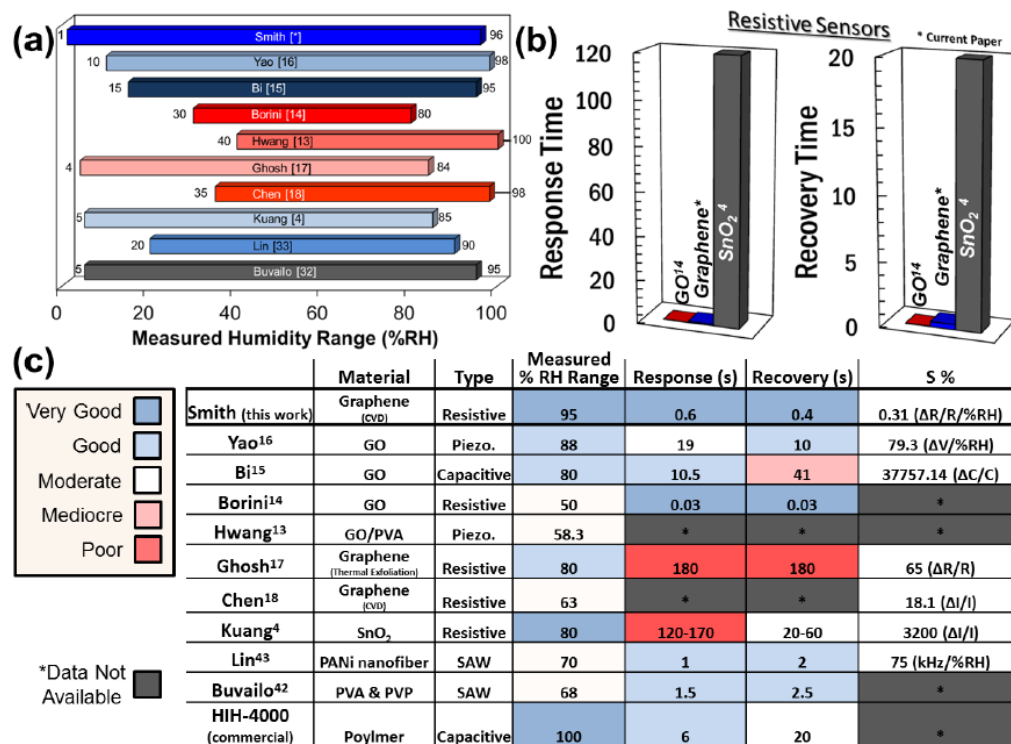 (a)
1 Smith [*] 96
10 Yao [16] 98
15 Bi [15] 95
30 Borini [14] 80
40 Hwang [13] 100
4 Ghosh [17] 84
35 Chen [18] 98
5 Kuang [4] 85
20 Lin [33] 90
5 Buvailo [32] 95
0 20 40 60 80 100
Measured Humidity Range (%RH)
(b)
Resistive Sensors
* Current Paper
Response Time
120
100
80
60
40
20
0
GO14
Graphene*
SnO2 4
Recovery Time
20
15
10
5
0
GO14
Graphene*
SnO2 4
(c)
Very Good
Good
Moderate
Mediocre
Poor
*Data Not
Available
Measured
Material Type % RH Range Response (s) Recovery (s) S %
Smith (this work) Graphene (CVD) Resistive 95 0.6 0.4 0.31 (ΔR/R/%RH)
Yao16 GO Piezo. 88 19 10 79.3 (ΔV/%RH)
Bi15 GO Capacitive 80 10.5 41 37757.14 (ΔC/C)
Borini14 GO Resistive 50 0.03 0.03 *
Hwang13 GO/PVA Piezo. 58.3 * * *
Ghosh17 Graphene (Thermal Exfoliation) Resistive 80 180 180 65 (ΔR/R)
Chen18 Graphene (CVD) Resistive 63 * * 18.1 (ΔI/I)
Kuang4 SnO2 Resistive 80 120-170 20-60 3200 (ΔI/I)
Lin43 PANi nanofiber SAW 70 1 2 75 (kHz/%RH)
Buvailo42 PVA & PVP SAW 68 1.5 2.5 *
HIH-4000
(commercial) Poylmer Capacitive 100 6 20 *